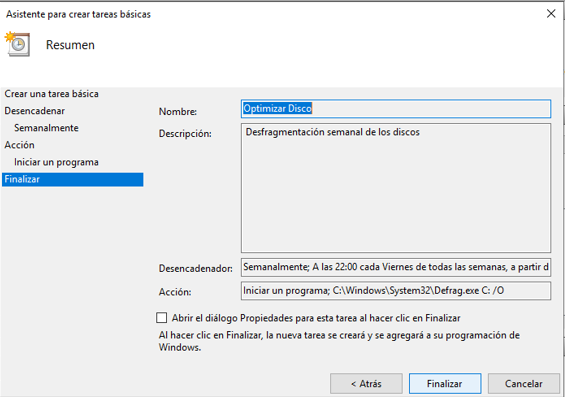 Asistente para crear tareas básicas
Resumen
Crear una tarea básica
Desencadenar
Semanalmente
Acción
Iniciar un programa
Finalizar
Nombre: Optimizar Disco
Descripción: Desfragmentación semanal de los discos
Desencadenador: Semanalmente; A las 22:00 cada Viernes de todas las semanas, a partir d
Acción: Iniciar un programa; C:\Windows\System32\Defrag.exe C: /O
Abrir el diálogo Propiedades para esta tarea al hacer clic en Finalizar
Al hacer clic en Finalizar, la nueva tarea se creará y se agregará a su programación de
Windows.
< Atrás Finalizar Cancelar